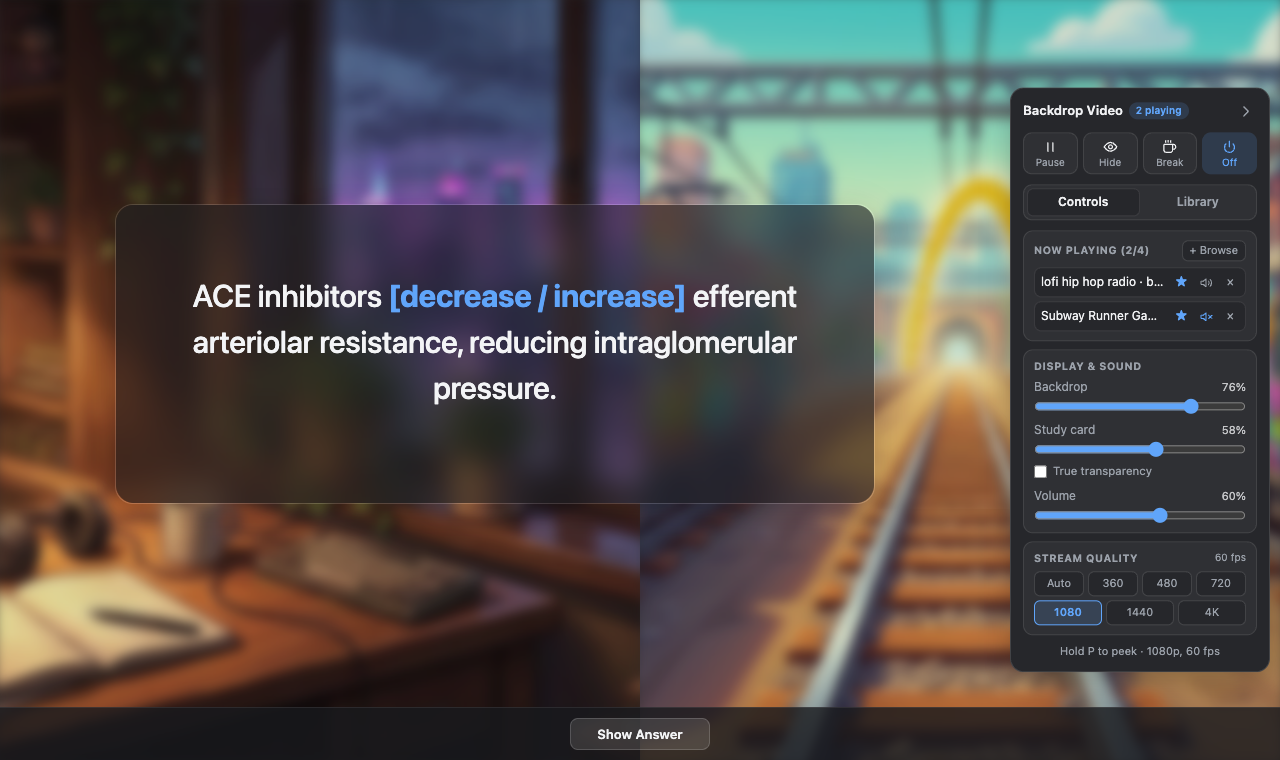 ACE inhibitors [decrease / increase] efferent
arteriolar resistance, reducing intraglomerular
pressure.
Show Answer
Backdrop Video
2 playing
Pause
Hide
Break
Off
Controls
Library
NOW PLAYING (2/4)
+ Browse
lofi hip hop radio · b...
Subway Runner Ga...
DISPLAY & SOUND
Backdrop 76%
Study card 58%
True transparency
Volume 60%
STREAM QUALITY 60 fps
Auto 360 480 720
1080 1440 4K
Hold P to peek · 1080p, 60 fps